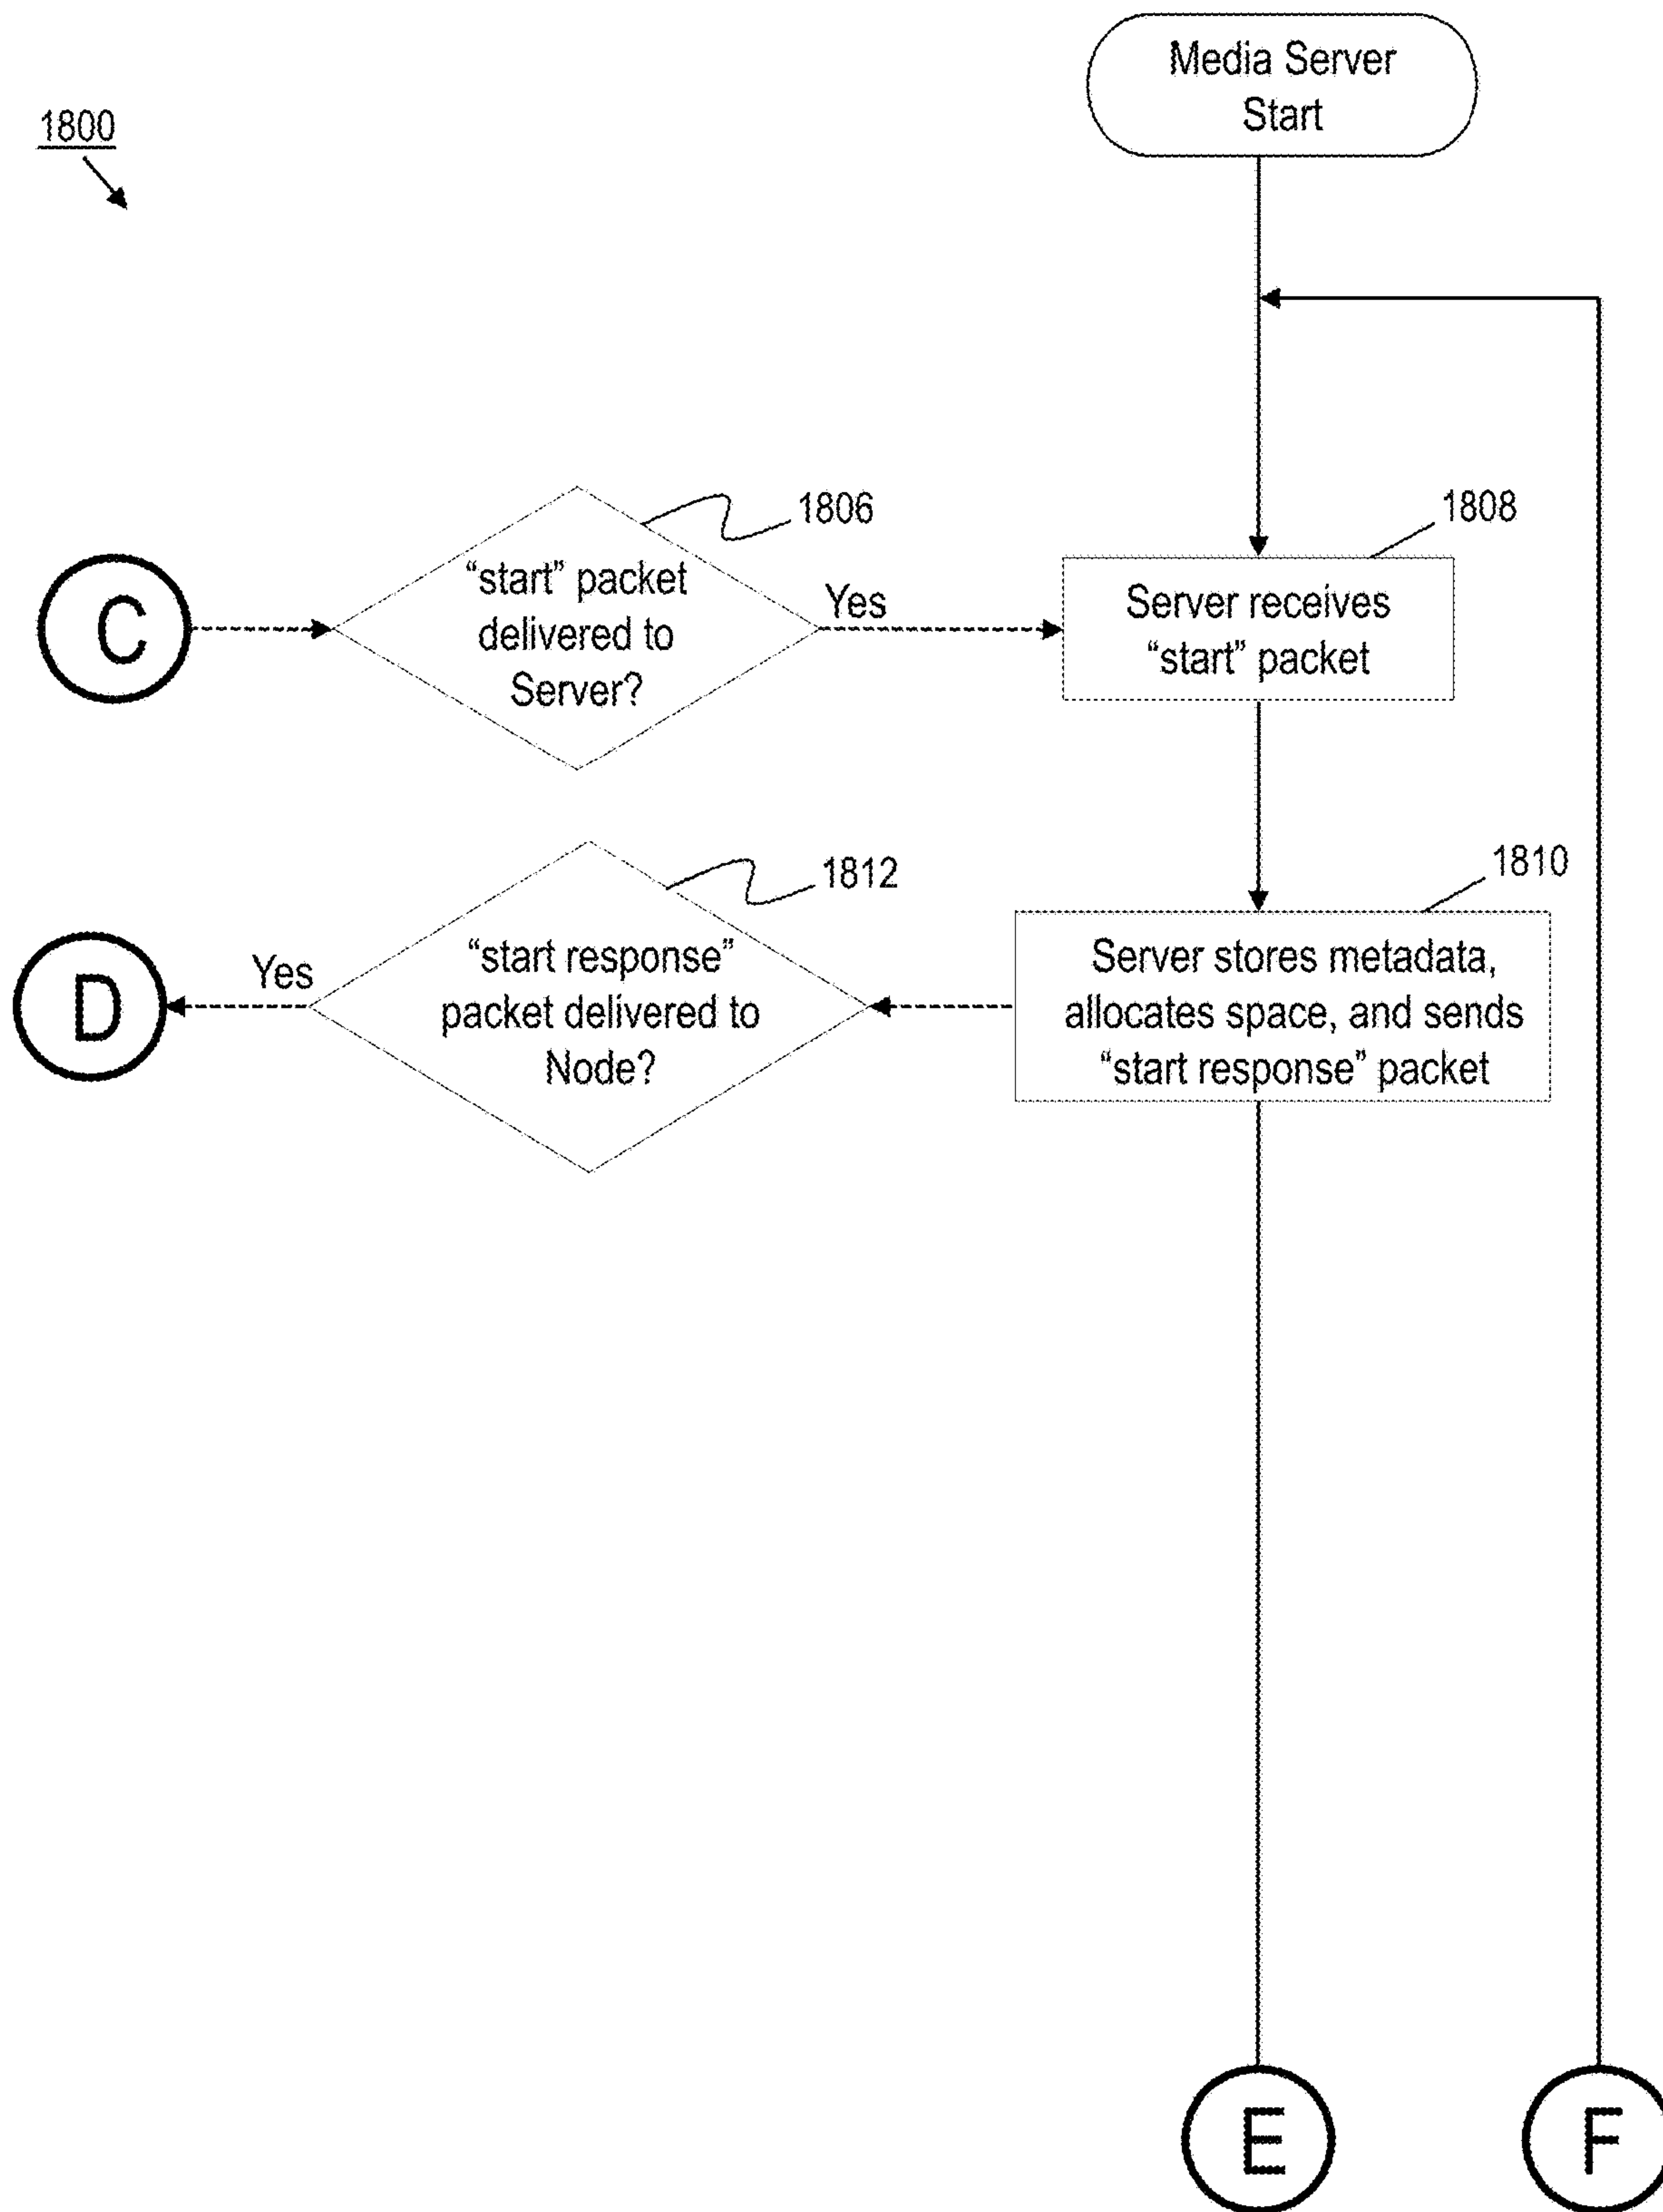 Media Server
Start
1800
1806
1808
“start” packet
delivered to
Server?
C
Yes
Server receives
“start” packet
1812
1810
“start response”
packet delivered to
Node?
D
Yes
Server stores metadata,
allocates space, and sends
“start response” packet
E
F